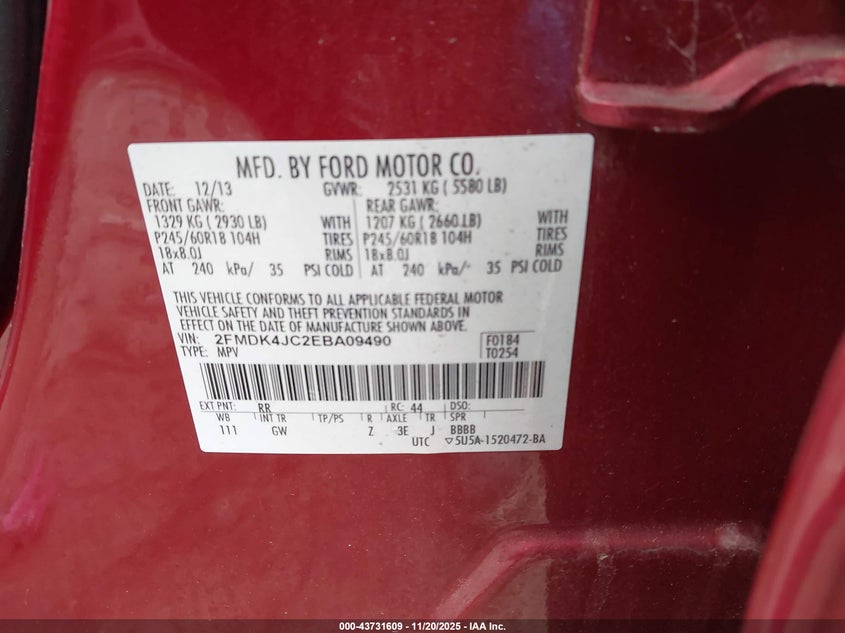 MFD. BY FORD MOTOR CO.
DATE: 12/13 GVWR: 2531 KG ( 5580 LB)
FRONT GAWR: REAR GAWR:
1329 KG ( 2930 LB) WITH 1207 KG ( 2660 LB) WITH
P245/60R18 104H TIRES P245/60R18 104H TIRES
18x8.0J RIMS 18x8.0J RIMS
AT 240 kPa/ 35 PSI COLD AT 240 kPa/ 35 PSI COLD
THIS VEHICLE CONFORMS TO ALL APPLICABLE FEDERAL MOTOR
VEHICLE SAFETY AND THEFT PREVENTION STANDARDS IN
EFFECT ON THE DATE OF MANUFACTURE SHOWN ABOVE.
VIN: 2FMDK4JC2EBA09490 F0184
TYPE: MPV T0254
EXT PNT: RR RC: 44 DSO:
WB INT TR TP/PS R AXLE TR SPR
111 GW Z 3E J BBBB
UTC ▽5U5A-1520472-BA
000-43731609 | 11/20/2025 - IAA Inc.